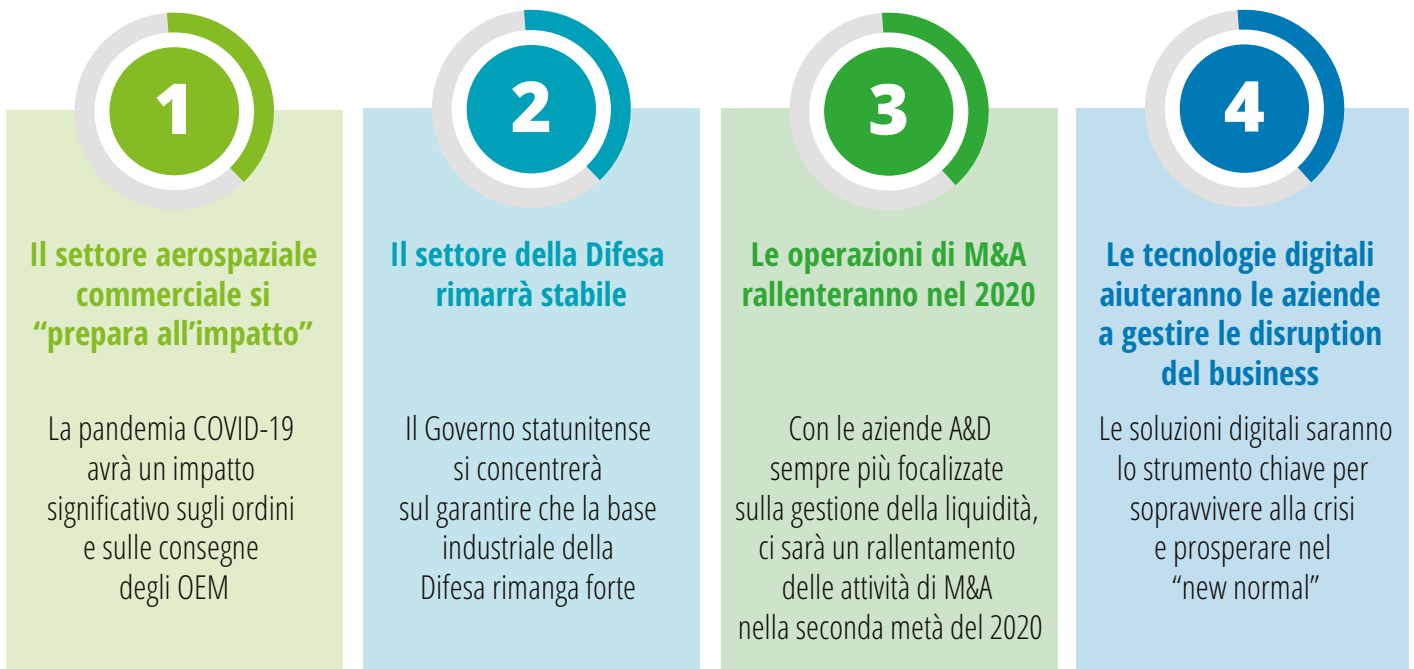 1
Il settore aerospaziale
commerciale si
“prepara all’impatto”
La pandemia COVID-19
avrà un impatto
significativo sugli ordini
e sulle consegne
degli OEM
2
Il settore della Difesa
rimarrà stabile
Il Governo statunitense
si concentrerà
sul garantire che la base
industriale della
Difesa rimanga forte
3
Le operazioni di M&A
rallenteranno nel 2020
Con le aziende A&D
sempre più focalizzate
sulla gestione della liquidità,
ci sarà un rallentamento
delle attività di M&A
nella seconda metà del 2020
4
Le tecnologie digitali
aiuteranno le aziende
a gestire le disruption
del business
Le soluzioni digitali saranno
lo strumento chiave per
sopravvivere alla crisi
e prosperare nel
“new normal”